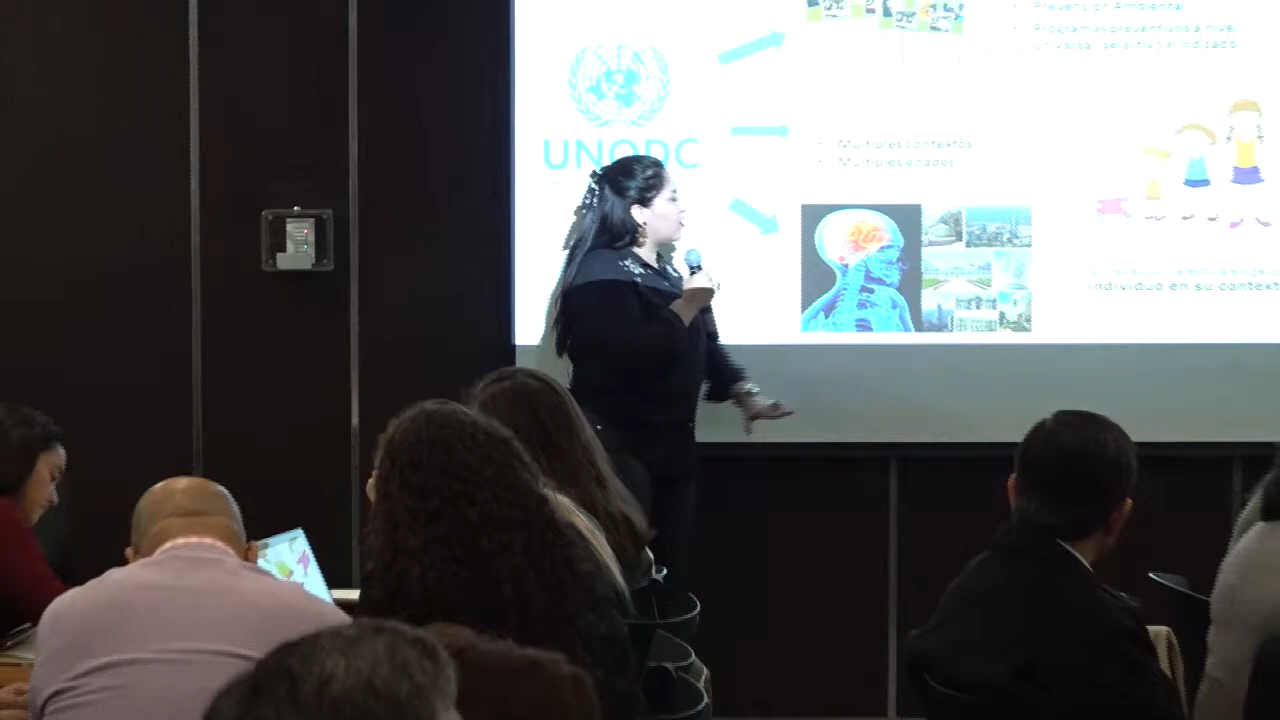 Prevención Ambiental
Programas preventivos a nivel
universal, selectivo e indicado
UNODC
Múltiples contextos
Múltiples edades
individuo en su contexto